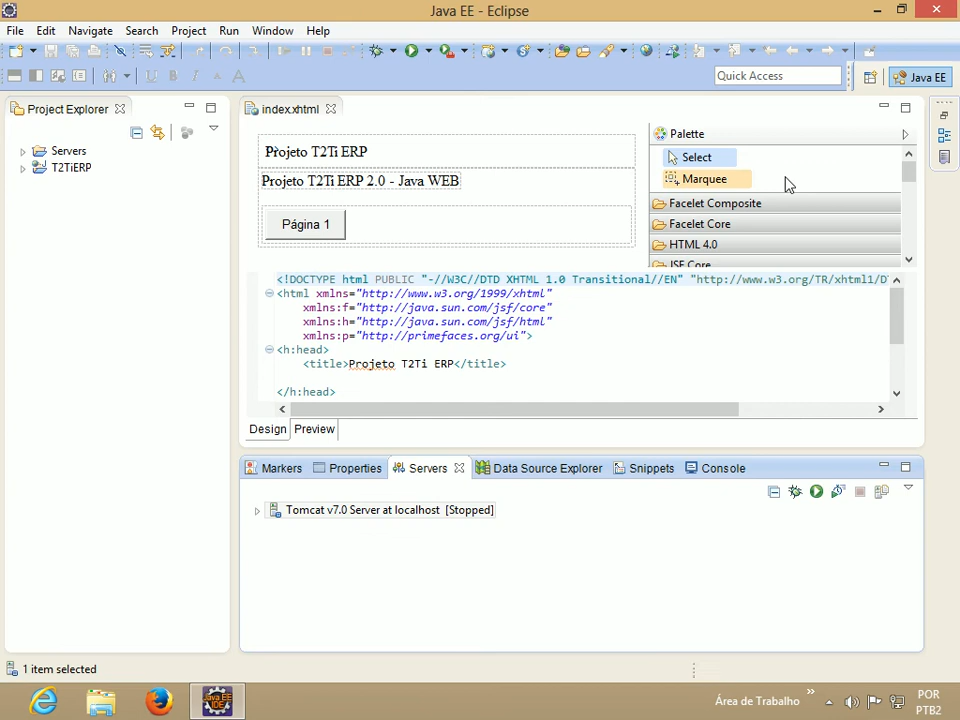 Java EE - Eclipse
File Edit Navigate Search Project Run Window Help
Quick Access
Java EE
Project Explorer
Servers
T2TiERP
index.xhtml
Projeto T2Ti ERP
Projeto T2Ti ERP 2.0 - Java WEB
Página 1
Palette
Select
Marquee
Facelet Composite
Facelet Core
HTML 4.0
JSF Core
<!DOCTYPE html PUBLIC "-//W3C//DTD XHTML 1.0 Transitional//EN" "http://www.w3.org/TR/xhtml1/DT
<html xmlns="http://www.w3.org/1999/xhtml"
xmlns:f="http://java.sun.com/jsf/core"
xmlns:h="http://java.sun.com/jsf/html"
xmlns:p="http://primefaces.org/ui">
<h:head>
<title>Projeto T2Ti ERP</title>
</h:head>
Design Preview
Markers Properties Servers Data Source Explorer Snippets Console
Tomcat v7.0 Server at localhost [Stopped]
1 item selected
Java EE
IDE
Área de Trabalho
POR
PTB2